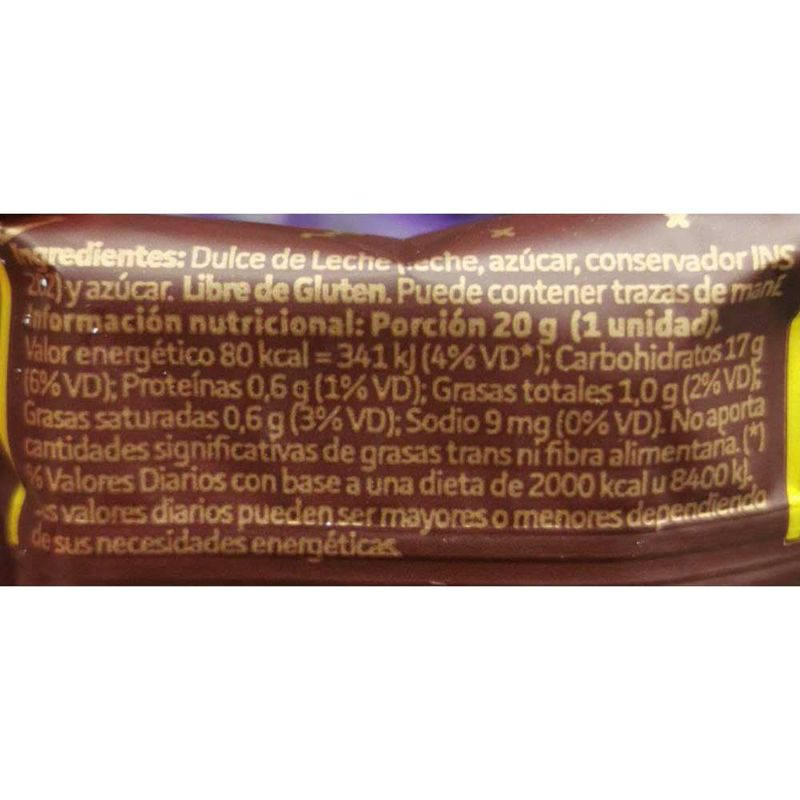 Ingredientes: Dulce de Leche (leche, azúcar, conservador INS
202) y azúcar. Libre de Gluten. Puede contener trazas de maní.
Información nutricional: Porción 20 g (1 unidad).
Valor energético 80 kcal = 341 kJ (4% VD*); Carbohidratos 17 g
(6% VD); Proteínas 0,6 g (1% VD); Grasas totales 1,0 g (2% VD);
Grasas saturadas 0,6 g (3% VD); Sodio 9 mg (0% VD). No aporta
cantidades significativas de grasas trans ni fibra alimentaria. (*)
% Valores Diarios con base a una dieta de 2000 kcal u 8400 kJ.
Sus valores diarios pueden ser mayores o menores dependiendo
de sus necesidades energéticas.